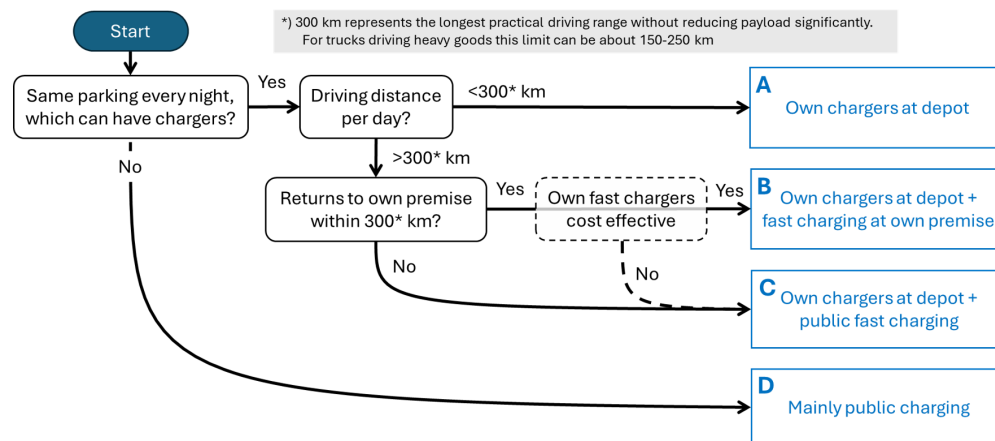 Start
*) 300 km represents the longest practical driving range without reducing payload significantly.
For trucks driving heavy goods this limit can be about 150-250 km
Same parking every night,
which can have chargers?
Yes
Driving distance
per day?
<300* km
A
Own chargers at depot
No
>300* km
Returns to own premise
within 300* km?
Yes
Own fast chargers
cost effective
Yes
B
Own chargers at depot +
fast charging at own premise
No
No
C
Own chargers at depot +
public fast charging
D
Mainly public charging